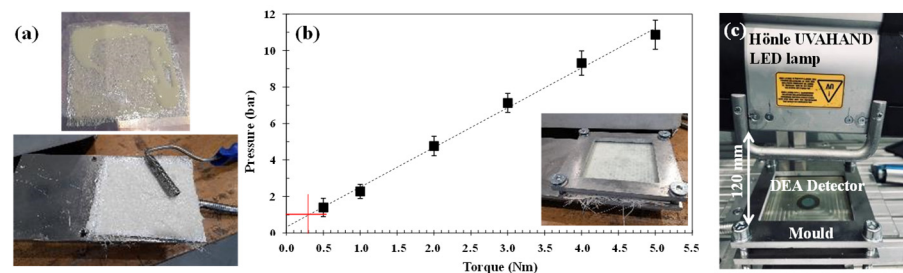 (a)
(b)
Pressure (bar)
12
10
8
6
4
2
0
0.0 0.5 1.0 1.5 2.0 2.5 3.0 3.5 4.0 4.5 5.0 5.5
Torque (Nm)
(c)
Hönle UVAHAND
LED lamp
120 mm
DEA Detector
Mould